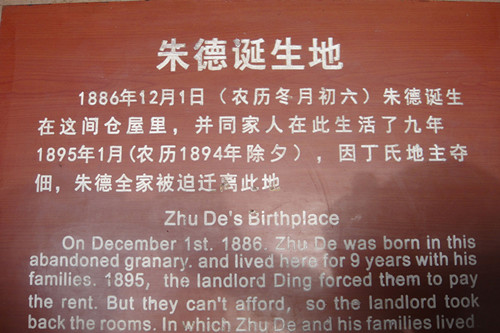 朱德诞生地
1886年12月1日（农历冬月初六）朱德诞生
在这间仓屋里，并同家人在此生活了九年
1895年1月(农历1894年除夕），因丁氏地主夺
佃，朱德全家被迫迁离此地
Zhu De's Birthplace
On December 1st. 1886. Zhu De was born in this
abandoned granary. and lived here for 9 years with his
families. 1895, the landlord Ding forced them to pay
the rent. But they can't afford, so the landlord took
back the rooms. In which Zhu De and his families lived